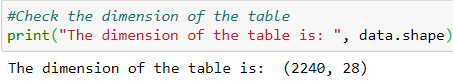 #Check the dimension of the table
print("The dimension of the table is: ", data.shape)
The dimension of the table is:  (2240, 28)